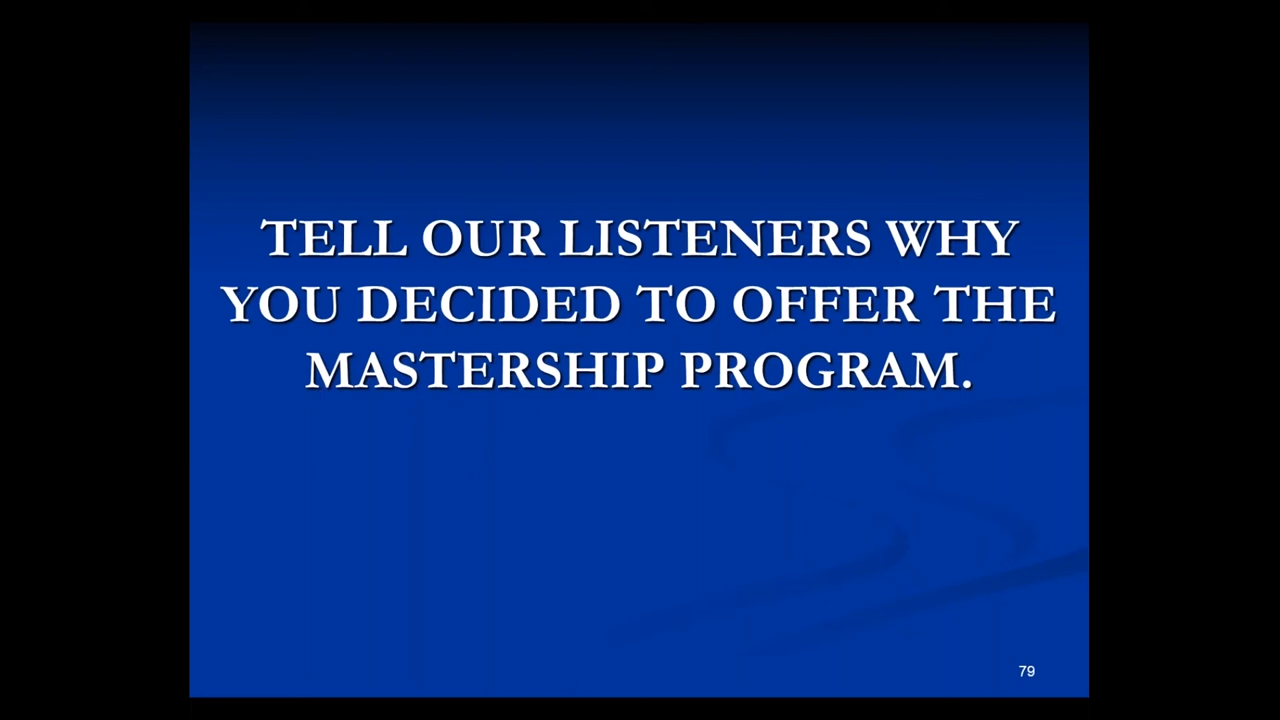 TELL OUR LISTENERS WHY
YOU DECIDED TO OFFER THE
MASTERSHIP PROGRAM.
79